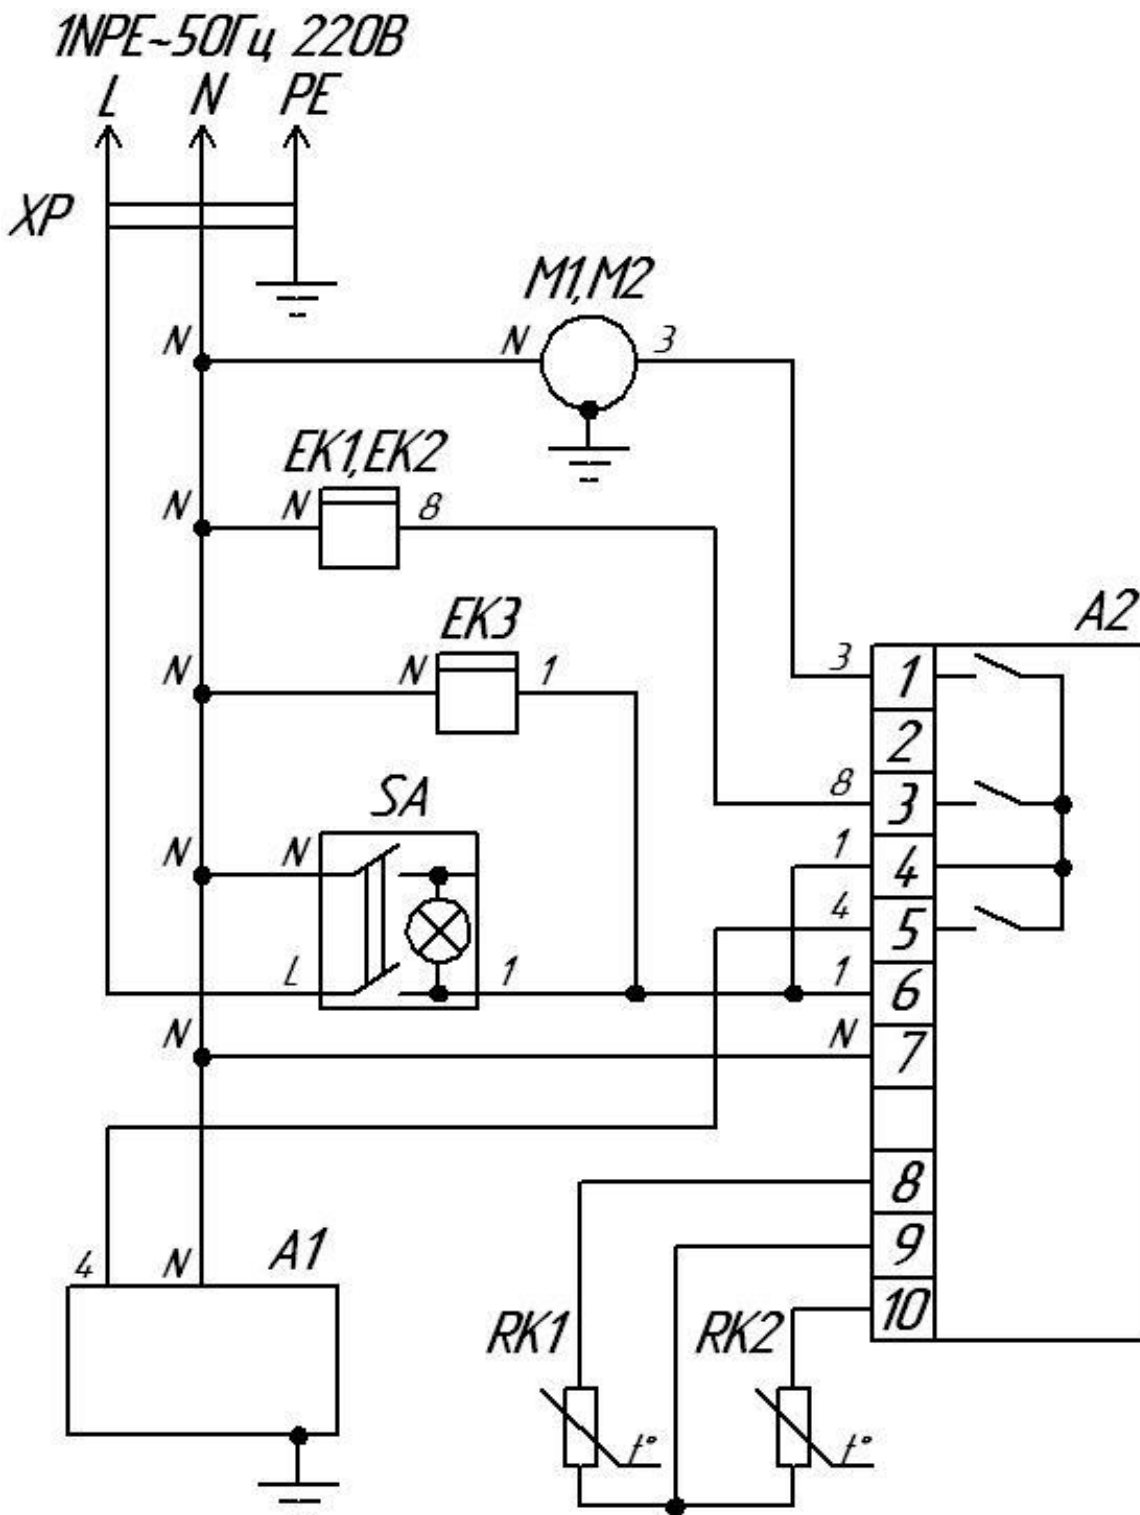 1NPE~50Гц 220В
L N PE
XP
M1,M2
N N 3
EK1,EK2
N N 8
EK3
N N 1
A2
3 1
2
SA
8 3
N N
1 4
4 5
L 1 1 6
N N 7
8
4 N A1
9
RK1 RK2 10
t° t°